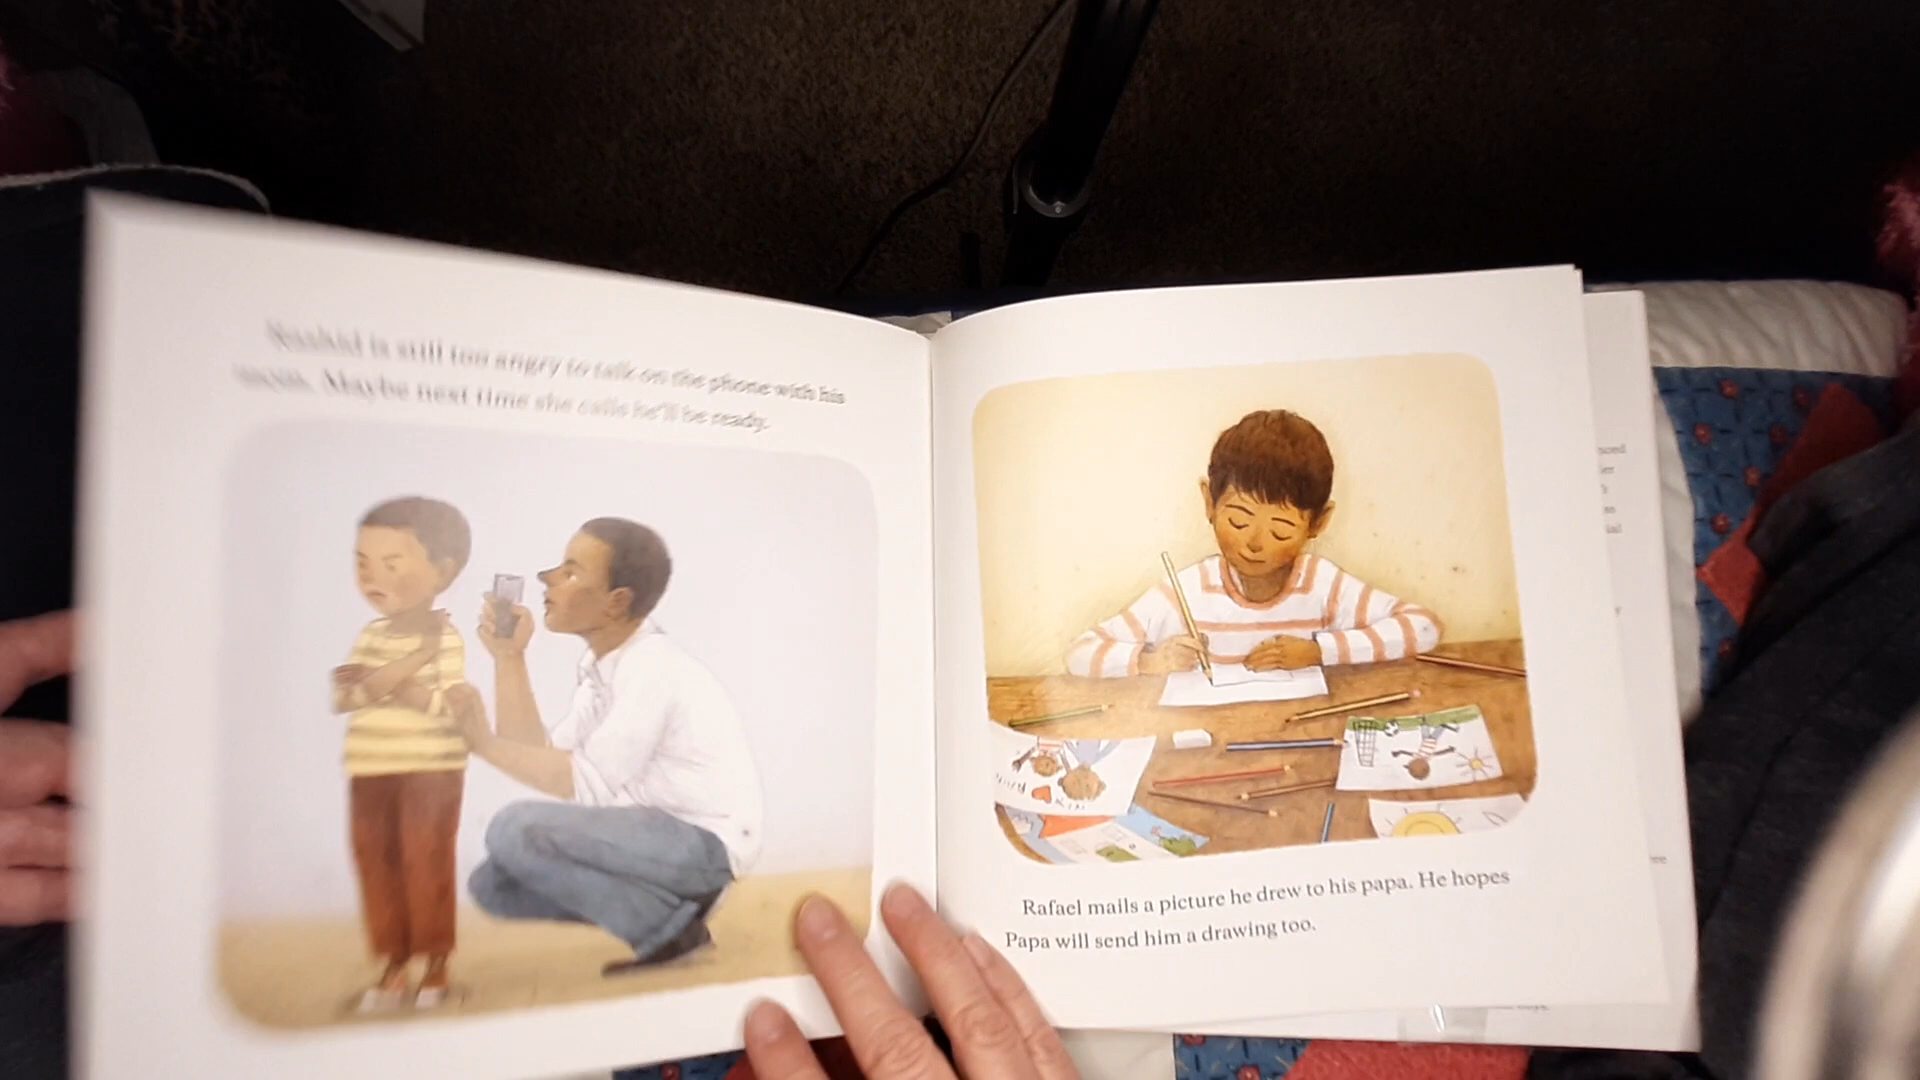 is still too angry to talk on the phone with his
mom. Maybe next time she calls he'll be ready.
Rafael mails a picture he drew to his papa. He hopes
Papa will send him a drawing too.